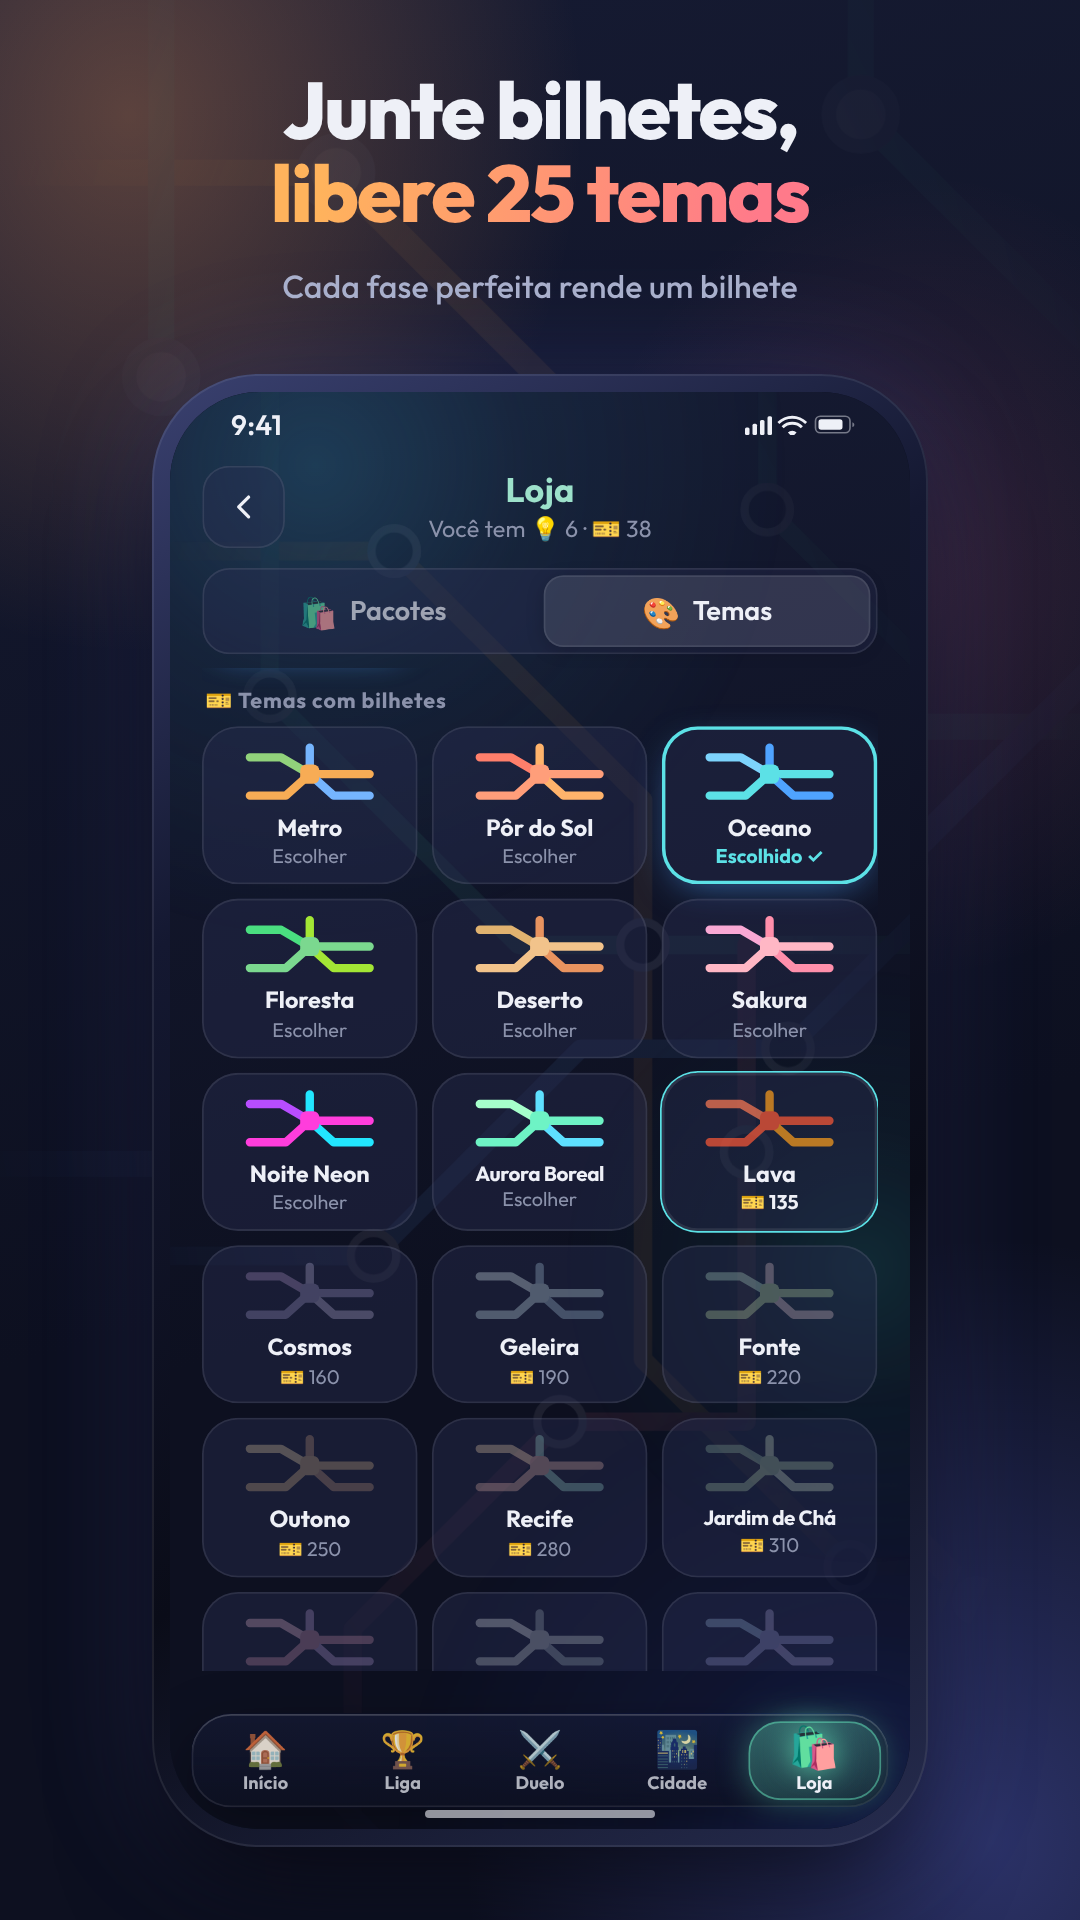 Junte bilhetes,
libere 25 temas
Cada fase perfeita rende um bilhete
9:41
Loja
Você tem 💡 6 · 🎫 38
🛍️ Pacotes
🎨 Temas
🎫 Temas com bilhetes
Metro
Escolher
Pôr do Sol
Escolher
Oceano
Escolhido ✓
Floresta
Escolher
Deserto
Escolher
Sakura
Escolher
Noite Neon
Escolher
Aurora Boreal
Escolher
Lava
🎫 135
Cosmos
🎫 160
Geleira
🎫 190
Fonte
🎫 220
Outono
🎫 250
Recife
🎫 280
Jardim de Chá
🎫 310
Início
Liga
Duelo
Cidade
Loja